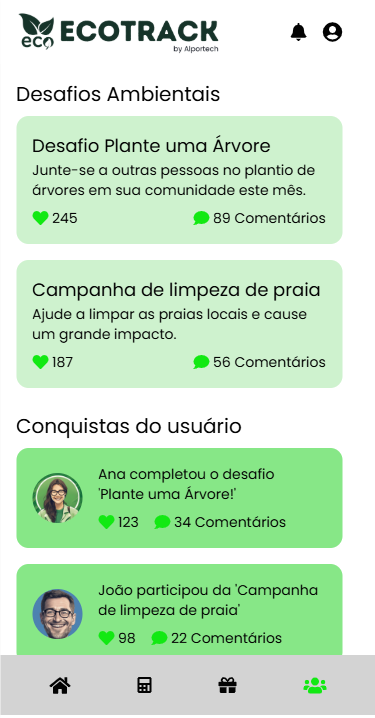 eco ECOTRACK
by Alportech
Desafios Ambientais
Desafio Plante uma Árvore
Junte-se a outras pessoas no plantio de
árvores em sua comunidade este mês.
245 89 Comentários
Campanha de limpeza de praia
Ajude a limpar as praias locais e cause
um grande impacto.
187 56 Comentários
Conquistas do usuário
Ana completou o desafio
'Plante uma Árvore!'
123 34 Comentários
João participou da 'Campanha
de limpeza de praia'
98 22 Comentários